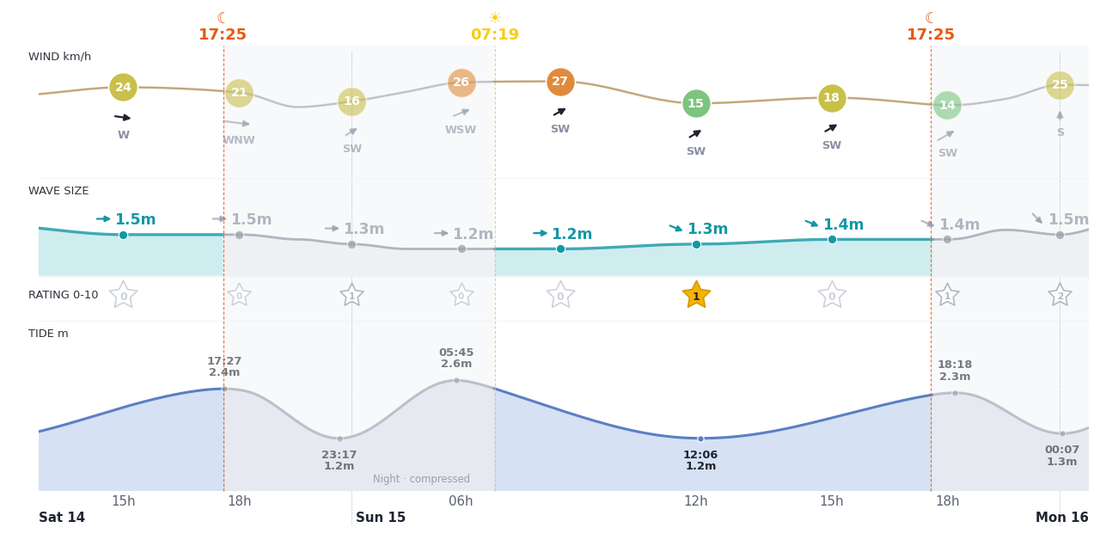 ☾ ☀ ☾
17:25 07:19 17:25
WIND km/h
24 21 16 26 27 15 18 14 25
W WNW SW WSW SW SW SW SW S
WAVE SIZE
1.5m 1.5m 1.3m 1.2m 1.2m 1.3m 1.4m 1.4m 1.5m
RATING 0-10 0 0 1 0 0 1 0 1 2
TIDE m
17:27 05:45 18:18
2.4m 2.6m 2.3m
23:17 12:06 00:07
1.2m 1.2m 1.3m
Night · compressed
15h 18h 06h 12h 15h 18h
Sat 14 Sun 15 Mon 16